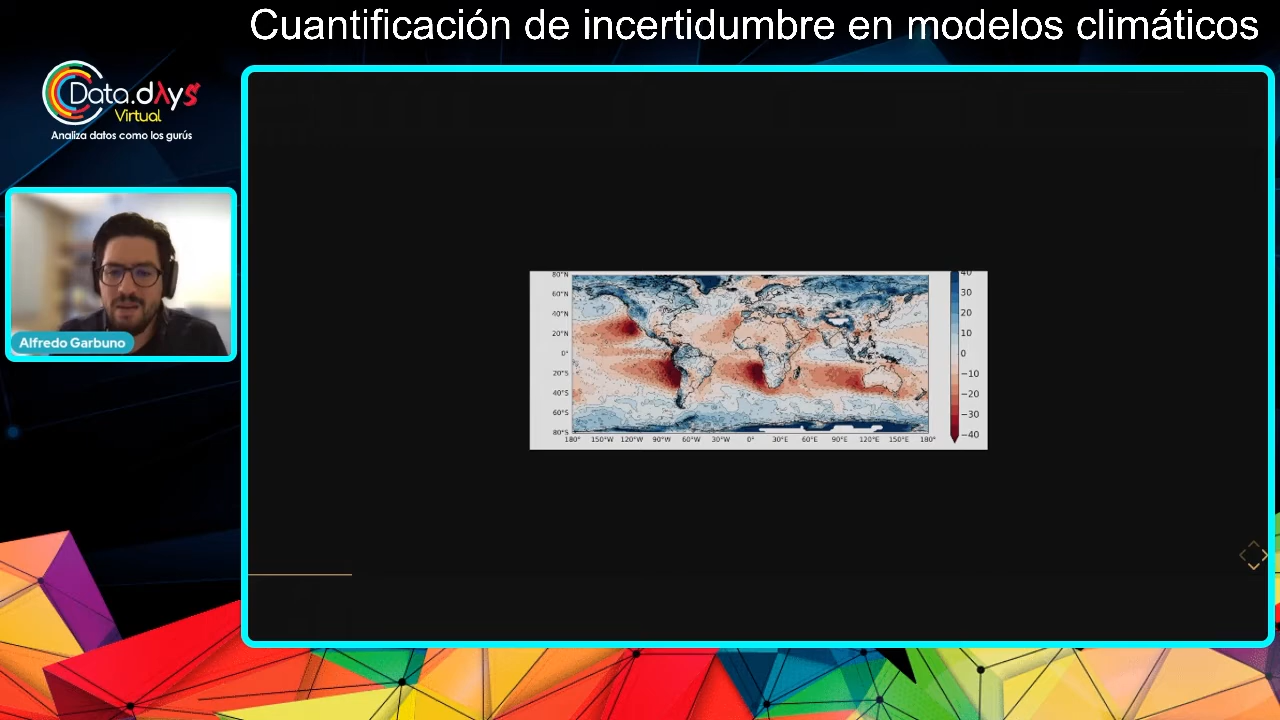 Cuantificación de incertidumbre en modelos climáticos
Data.dAys
Virtual
Analiza datos como los gurús
Alfredo Garbuno
80°N
60°N
40°N
20°N
0°
20°S
40°S
60°S
80°S
180° 150°W 120°W 90°W 60°W 30°W 0° 30°E 60°E 90°E 120°E 150°E 180°
40
30
20
10
0
−10
−20
−30
−40